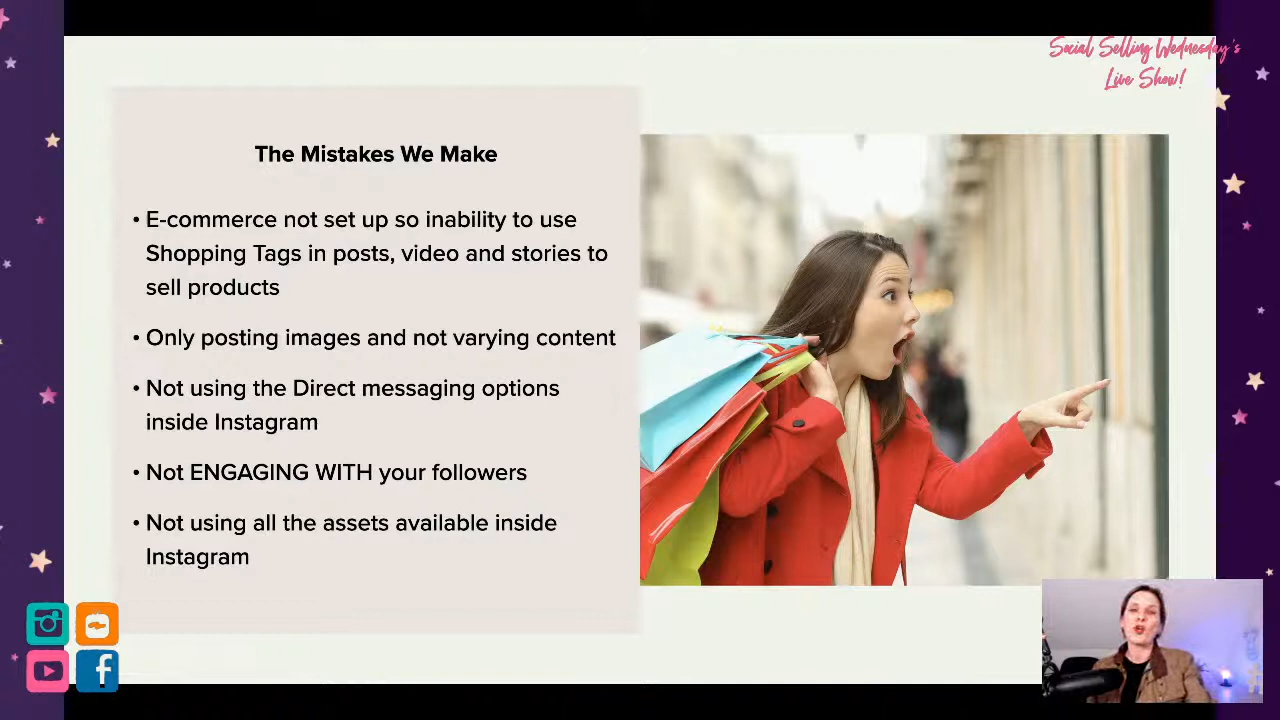 Social Selling Wednesday's
Live Show!
The Mistakes We Make
• E-commerce not set up so inability to use
Shopping Tags in posts, video and stories to
sell products
• Only posting images and not varying content
• Not using the Direct messaging options
inside Instagram
• Not ENGAGING WITH your followers
• Not using all the assets available inside
Instagram